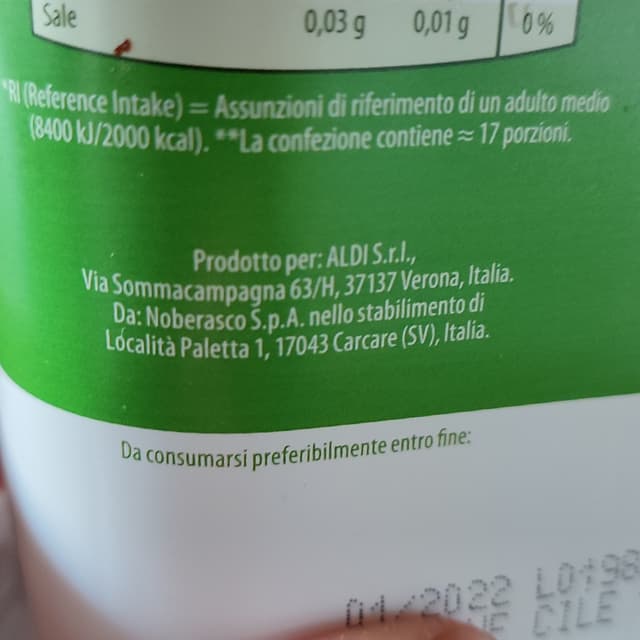 Sale 0,03 g 0,01 g 0%
*RI (Reference Intake) = Assunzioni di riferimento di un adulto medio
(8400 kJ/2000 kcal). **La confezione contiene ≈ 17 porzioni.
Prodotto per: ALDI S.r.l.,
Via Sommacampagna 63/H, 37137 Verona, Italia.
Da: Noberasco S.p.A. nello stabilimento di
Località Paletta 1, 17043 Carcare (SV), Italia.
Da consumarsi preferibilmente entro fine:
01/2022
CILE